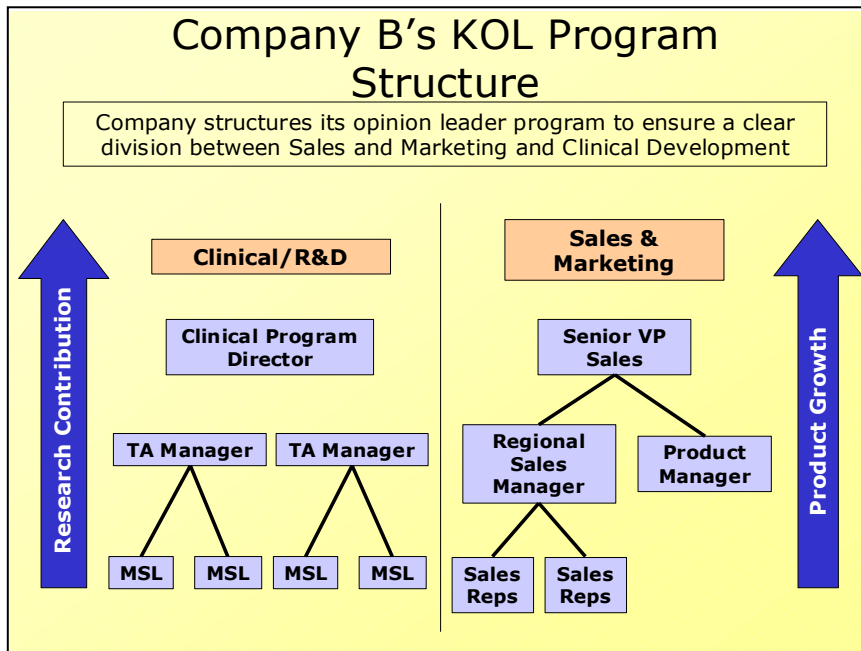 Company B’s KOL Program
Structure
Company structures its opinion leader program to ensure a clear
division between Sales and Marketing and Clinical Development
Research Contribution
Clinical/R&D
Clinical Program
Director
TA Manager
TA Manager
MSL
MSL
MSL
MSL
Sales &
Marketing
Senior VP
Sales
Regional
Sales
Manager
Product
Manager
Sales
Reps
Sales
Reps
Product Growth